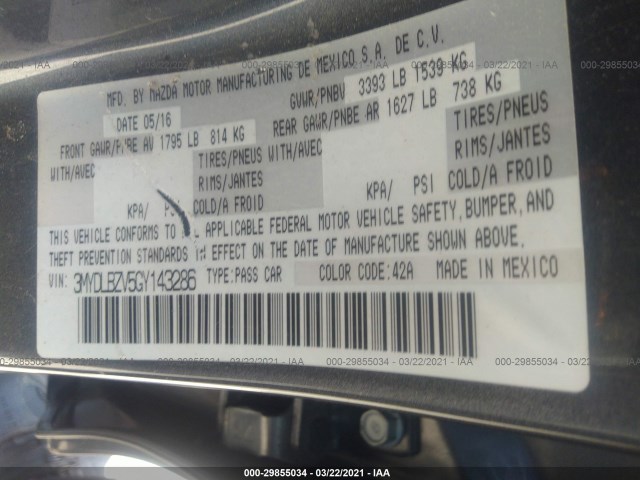 000-29855034 - 03/22/2021 - IAA
MFD. BY MAZDA MOTOR MANUFACTURING DE MEXICO S.A. DE C.V.
DATE 05/16 GVWR/PNBV 3393 LB 1539 KG
FRONT GAWR/PNBE AV 1795 LB 814 KG REAR GAWR/PNBE AR 1627 LB 738 KG
WITH/AVEC TIRES/PNEUS WITH/AVEC TIRES/PNEUS
RIMS/JANTES RIMS/JANTES
KPA/ COLD/A FROID KPA/ PSI COLD/A FROID
THIS VEHICLE CONFORMS TO APPLICABLE FEDERAL MOTOR VEHICLE SAFETY, BUMPER, AND
THEFT PREVENTION STANDARDS IN EFFECT ON THE DATE OF MANUFACTURE SHOWN ABOVE.
VIN: 3MYDLBZV5GY143286 TYPE:PASS CAR COLOR CODE:42A MADE IN MEXICO
000-29855034 - 03/22/2021 - IAA